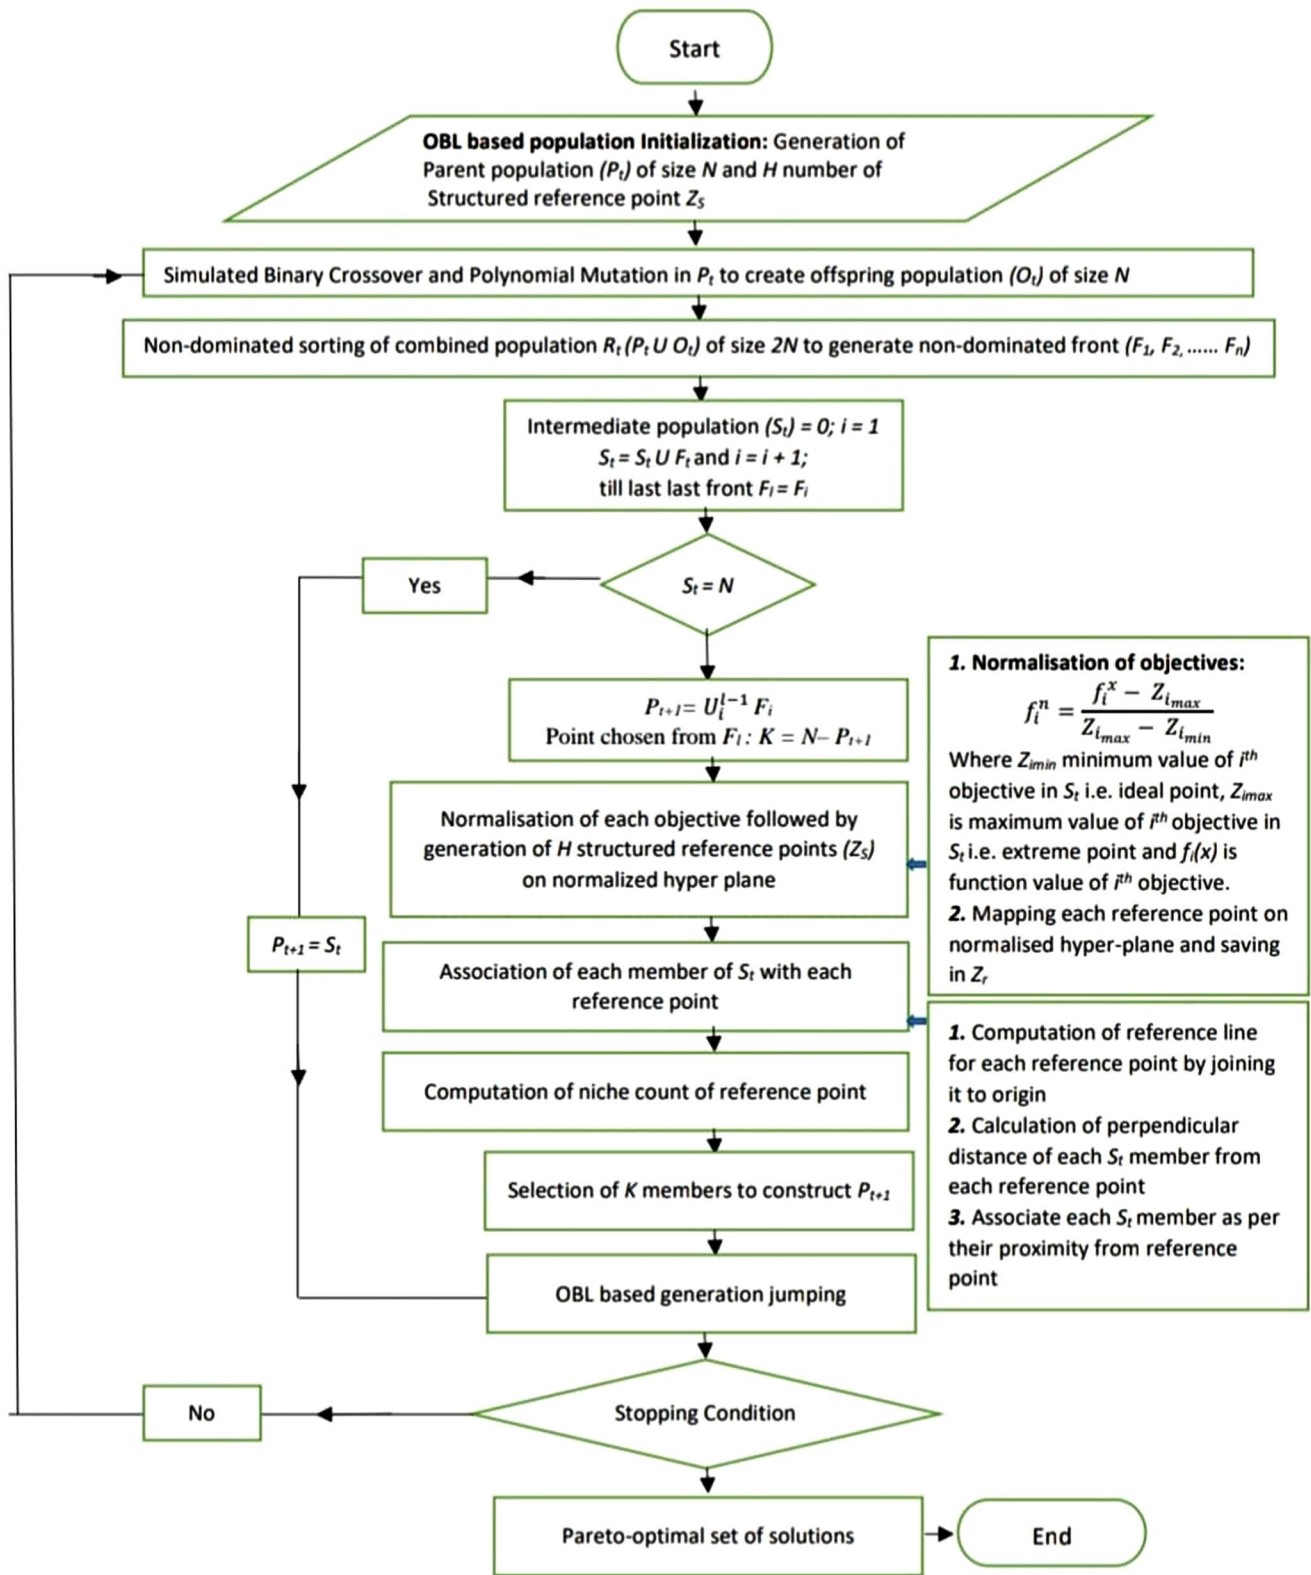 Start
OBL based population Initialization: Generation of
Parent population (Pt) of size N and H number of
Structured reference point ZS
Simulated Binary Crossover and Polynomial Mutation in Pt to create offspring population (Ot) of size N
Non-dominated sorting of combined population Rt (Pt U Ot) of size 2N to generate non-dominated front (F1, F2, ...... Fn)
Intermediate population (St) = 0; i = 1
St = St U Ft and i = i + 1;
till last last front Fl = Fi
Yes
St = N
Pt+1= U_i^{l−1} Fi
Point chosen from Fl : K = N– Pt+1
Normalisation of each objective followed by
generation of H structured reference points (ZS)
on normalized hyper plane
Pt+1 = St
Association of each member of St with each
reference point
Computation of niche count of reference point
Selection of K members to construct Pt+1
OBL based generation jumping
1. Normalisation of objectives:
f_i^n = (f_i^x − Z_{i_max}) / (Z_{i_max} − Z_{i_min})
Where Zimin minimum value of ith
objective in St i.e. ideal point, Zimax
is maximum value of ith objective in
St i.e. extreme point and fi(x) is
function value of ith objective.
2. Mapping each reference point on
normalised hyper-plane and saving
in Zr
1. Computation of reference line
for each reference point by joining
it to origin
2. Calculation of perpendicular
distance of each St member from
each reference point
3. Associate each St member as per
their proximity from reference
point
No
Stopping Condition
Pareto-optimal set of solutions
End